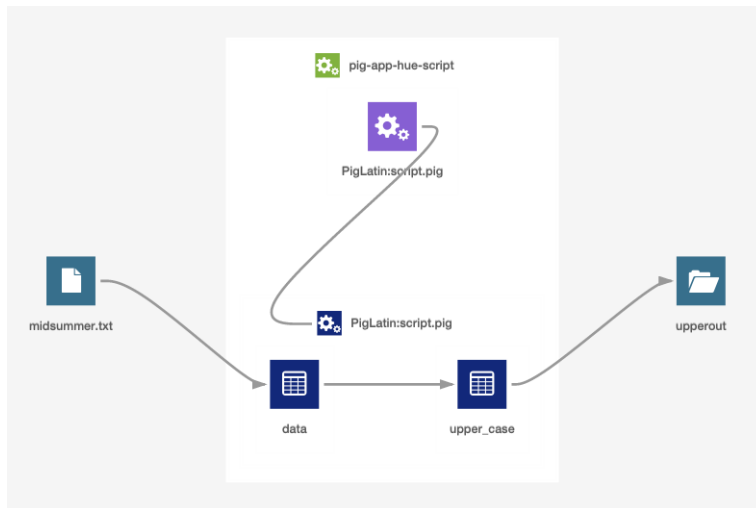 pig-app-hue-script
PigLatin:script.pig
midsummer.txt
PigLatin:script.pig
upperout
data
upper_case